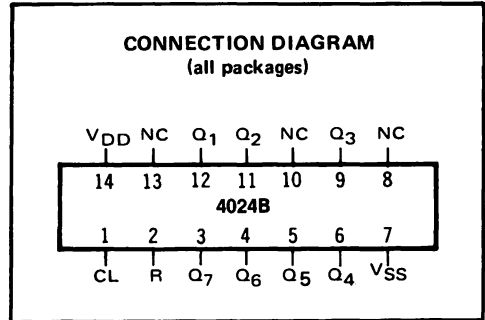 CONNECTION DIAGRAM
(all packages)
VDD NC Q1 Q2 NC Q3 NC
14 13 12 11 10 9 8
4024B
1 2 3 4 5 6 7
CL R Q7 Q6 Q5 Q4 VSS